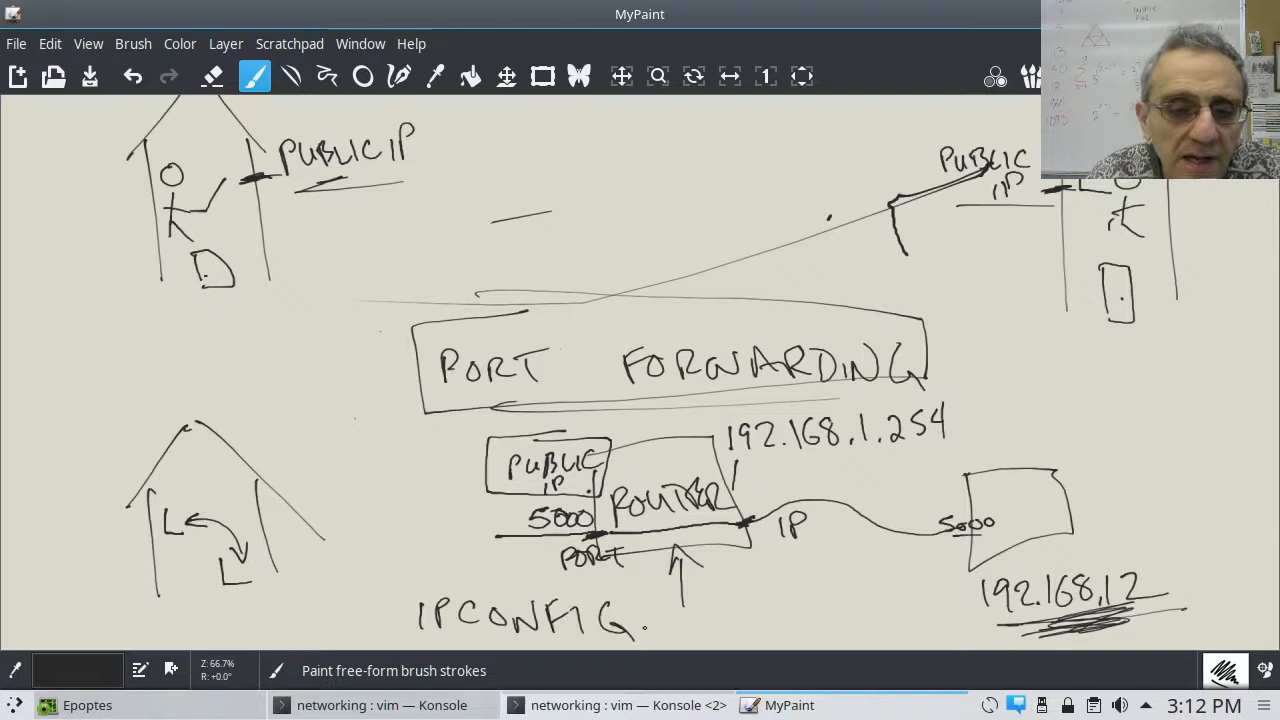 MyPaint
File Edit View Brush Color Layer Scratchpad Window Help
PUBLIC IP
PUBLIC
IP
PORT FORWARDING
192.168.1.254
PUBLIC
IP
ROUTER
5000
PORT
IP
5000
L
L
192.168.12
IPCONFIG.
Z: 66.7%
R: +0.0°
Paint free-form brush strokes
Epoptes
networking : vim — Konsole
networking : vim — Konsole <2>
MyPaint
3:12 PM